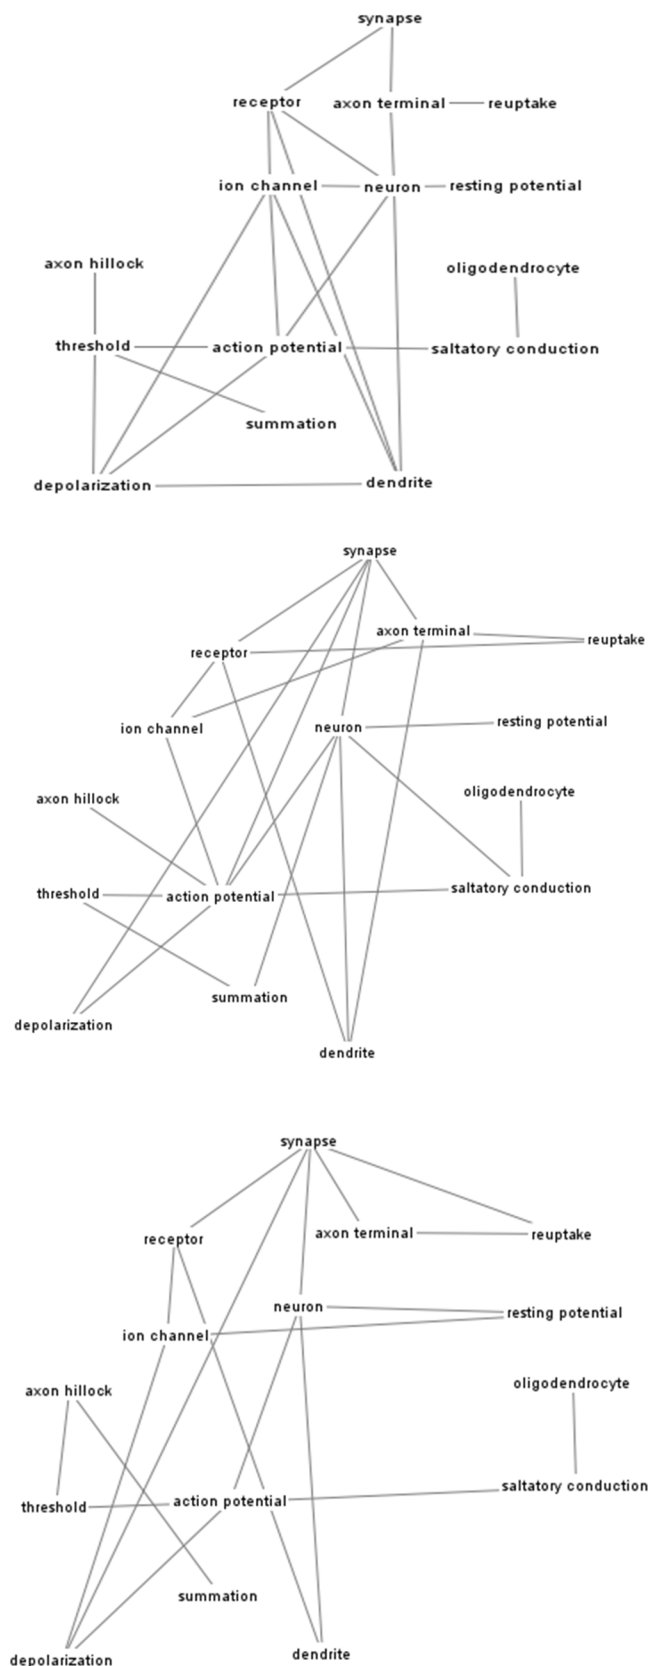 synapse
receptor
axon terminal
reuptake
ion channel
neuron
resting potential
axon hillock
oligodendrocyte
threshold
action potential
saltatory conduction
summation
depolarization
dendrite
synapse
axon terminal
reuptake
receptor
ion channel
neuron
resting potential
axon hillock
oligodendrocyte
threshold
action potential
saltatory conduction
summation
depolarization
dendrite
synapse
receptor
axon terminal
reuptake
neuron
resting potential
ion channel
axon hillock
oligodendrocyte
threshold
action potential
saltatory conduction
summation
depolarization
dendrite